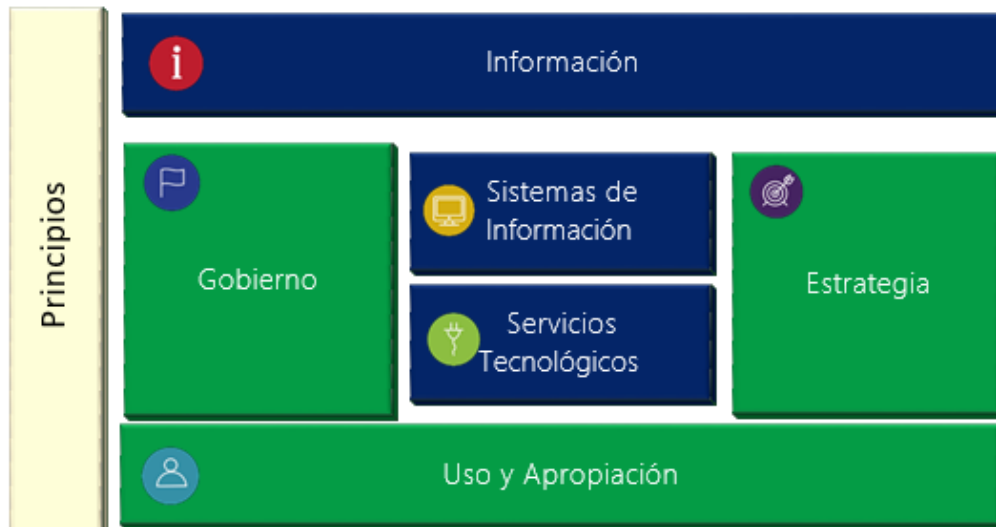 Principios
i
Información
Gobierno
Sistemas de
Información
Servicios
Tecnológicos
Estrategia
Uso y Apropiación